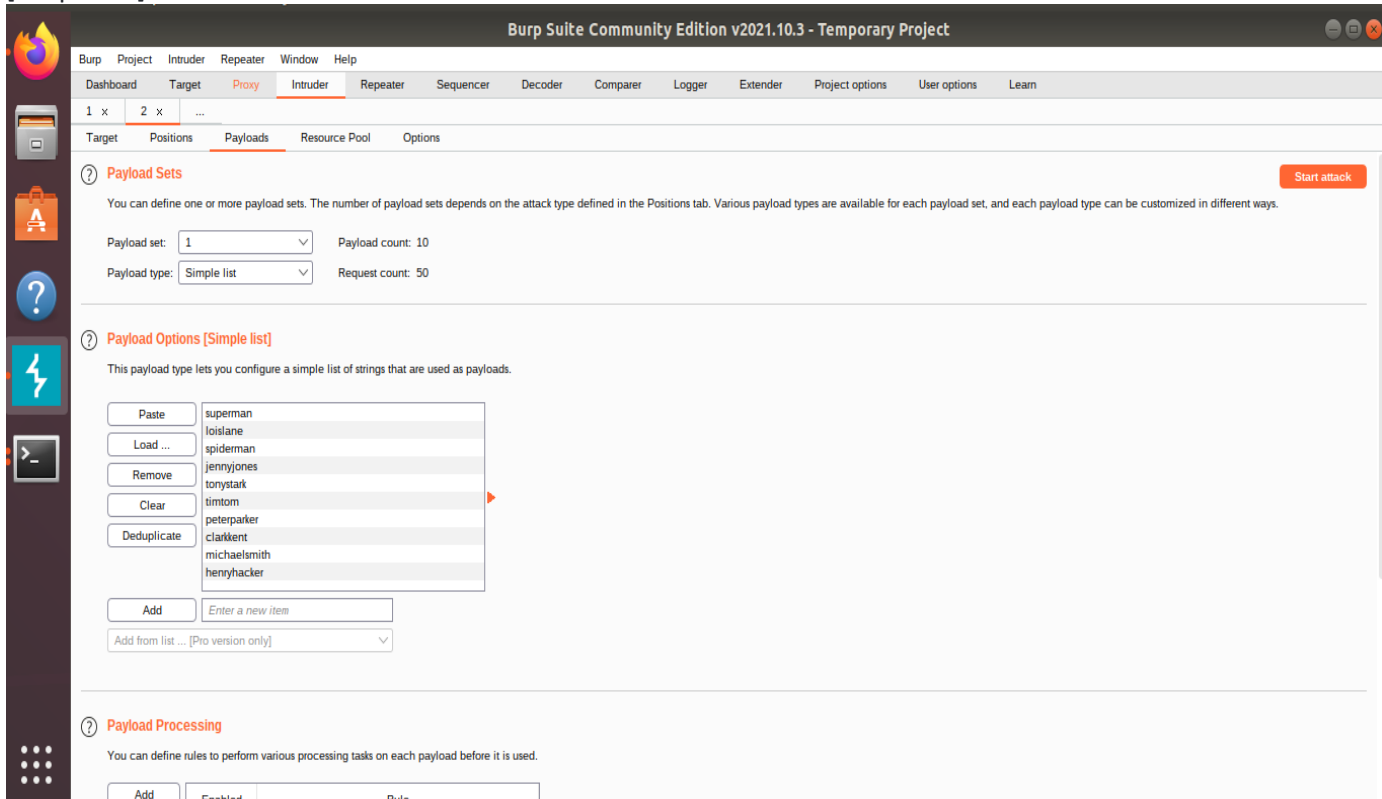 Burp Suite Community Edition v2021.10.3 - Temporary Project
Burp Project Intruder Repeater Window Help
Dashboard Target Proxy Intruder Repeater Sequencer Decoder Comparer Logger Extender Project options User options Learn
1 x 2 x ...
Target Positions Payloads Resource Pool Options
? Payload Sets
Start attack
You can define one or more payload sets. The number of payload sets depends on the attack type defined in the Positions tab. Various payload types are available for each payload set, and each payload type can be customized in different ways.
Payload set: 1 Payload count: 10
Payload type: Simple list Request count: 50
? Payload Options [Simple list]
This payload type lets you configure a simple list of strings that are used as payloads.
Paste
Load ...
Remove
Clear
Deduplicate
superman
loislane
spiderman
jennyjones
tonystark
timtom
peterparker
clarkkent
michaelsmith
henryhacker
Add Enter a new item
Add from list ... [Pro version only]
? Payload Processing
You can define rules to perform various processing tasks on each payload before it is used.
Add Enabled Rule